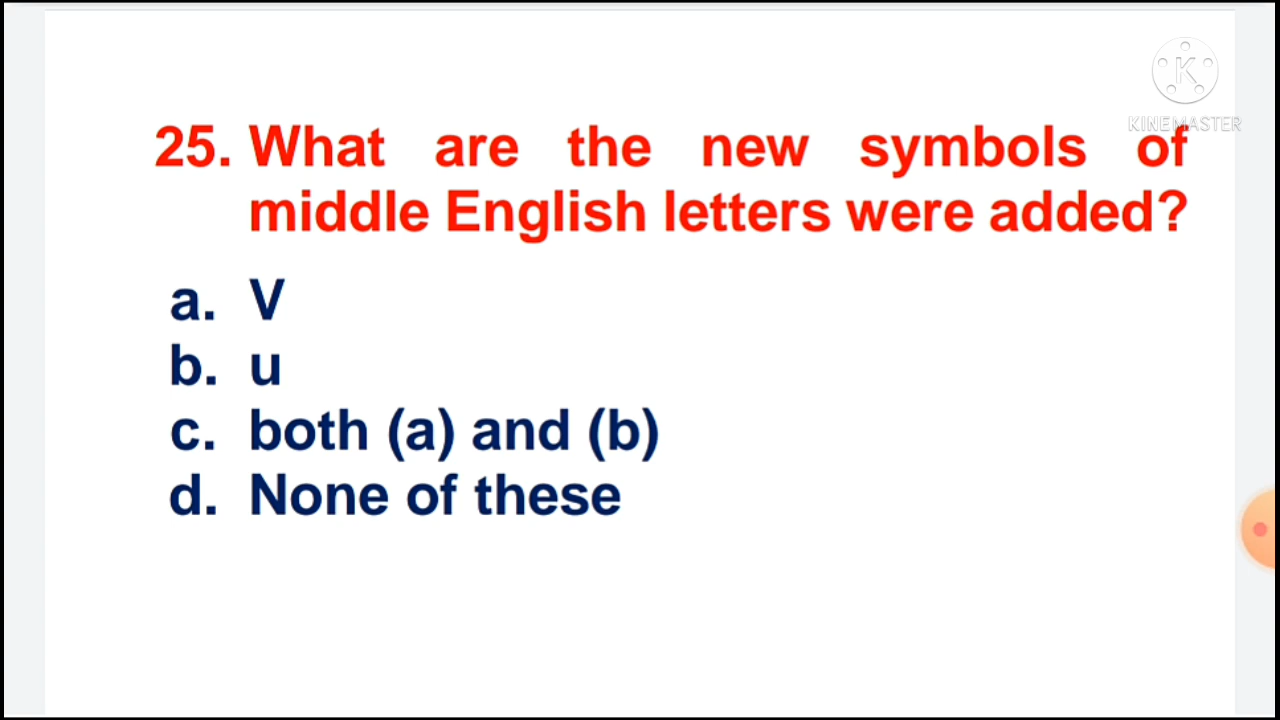 K
KINEMASTER
25. What are the new symbols of
middle English letters were added?
a. V
b. u
c. both (a) and (b)
d. None of these